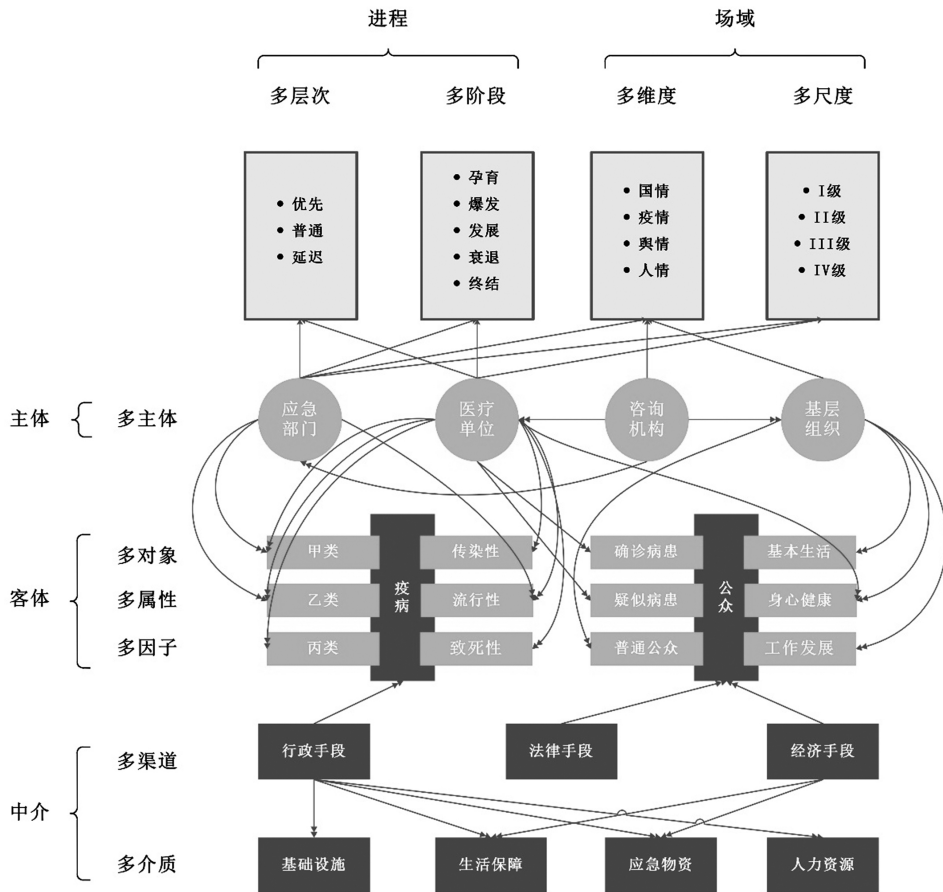 进程
场域
多层次
多阶段
多维度
多尺度
• 优先
• 普通
• 延迟
• 孕育
• 爆发
• 发展
• 衰退
• 终结
• 国情
• 疫情
• 舆情
• 人情
• I级
• II级
• III级
• IV级
主体
多主体
应急
部门
医疗
单位
咨询
机构
基层
组织
客体
多对象
多属性
多因子
甲类
乙类
丙类
疫病
传染性
流行性
致死性
确诊病患
疑似病患
普通公众
公众
基本生活
身心健康
工作发展
中介
多渠道
行政手段
法律手段
经济手段
多介质
基础设施
生活保障
应急物资
人力资源